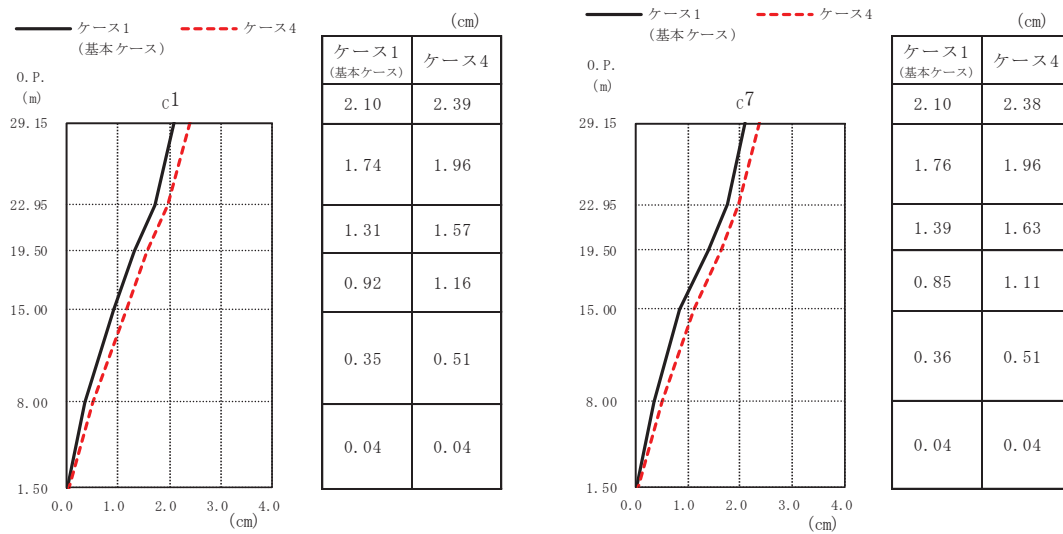 ケース1 ケース4
(基本ケース)
(cm)
O.P.
(m)
C1
29.15
22.95
19.50
15.00
8.00
1.50
0.0 1.0 2.0 3.0 4.0
(cm)
ケース1 ケース4
(基本ケース)
2.10 2.39
1.74 1.96
1.31 1.57
0.92 1.16
0.35 0.51
0.04 0.04
ケース1 ケース4
(基本ケース)
(cm)
O.P.
(m)
C7
29.15
22.95
19.50
15.00
8.00
1.50
0.0 1.0 2.0 3.0 4.0
(cm)
ケース1 ケース4
(基本ケース)
2.10 2.38
1.76 1.96
1.39 1.63
0.85 1.11
0.36 0.51
0.04 0.04